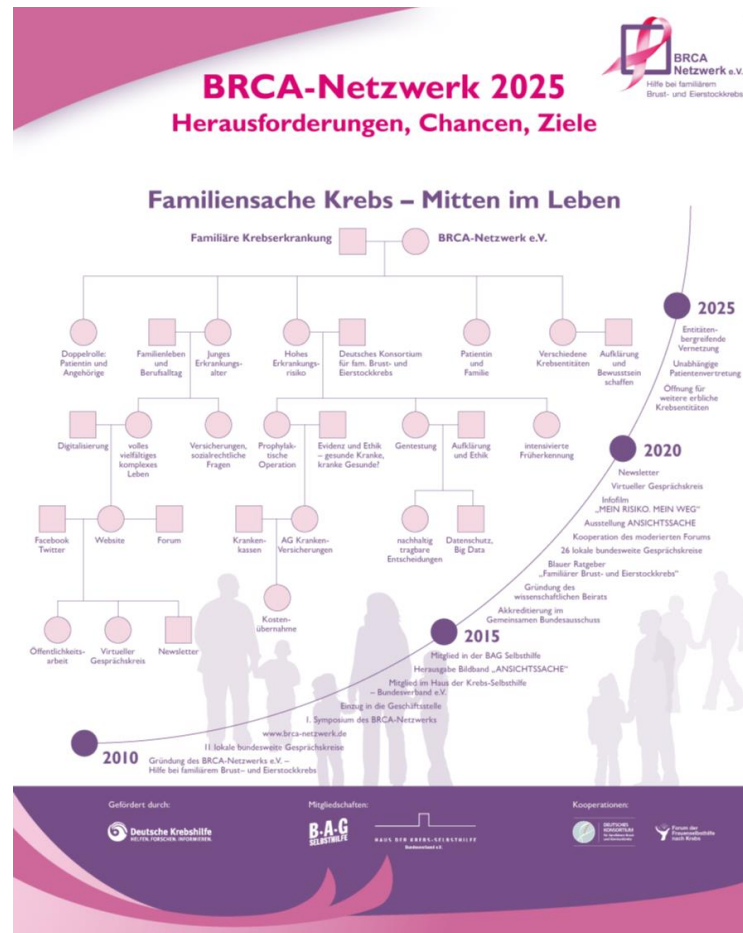 BRCA
Netzwerk e.V.
Hilfe bei familiärem
Brust- und Eierstockkrebs
BRCA-Netzwerk 2025
Herausforderungen, Chancen, Ziele
Familiensache Krebs – Mitten im Leben
Familiäre Krebserkrankung
BRCA-Netzwerk e.V.
Doppelrolle:
Patientin und
Angehörige
Familienleben
und
Berufsalltag
Junges
Erkrankungs-
alter
Hohes
Erkrankungs-
risiko
Deutsches Konsortium
für fam. Brust- und
Eierstockkrebs
Patientin
und
Familie
Verschiedene
Krebsentitäten
Aufklärung
und
Bewusstsein
schaffen
Digitalisierung
volles
vielfältiges
komplexes
Leben
Versicherungen,
sozialrechtliche
Fragen
Prophylak-
tische
Operation
Evidenz und Ethik
– gesunde Kranke,
kranke Gesunde?
Gentestung
Aufklärung
und Ethik
intensivierte
Früherkennung
Facebook
Twitter
Website
Forum
Kranken-
kassen
AG Kranken-
Versicherungen
nachhaltig
tragbare
Entscheidungen
Datenschutz,
Big Data
Öffentlichkeits-
arbeit
Virtueller
Gesprächskreis
Newsletter
Kosten-
übernahme
2025
Entitäten-
bergreifende
Vernetzung
Unabhängige
Patientenvertretung
Öffnung für
weitere erbliche
Krebsentitäten
2020
Newsletter
Virtueller Gesprächskreis
Infofilm
„MEIN RISIKO. MEIN WEG“
Ausstellung ANSICHTSSACHE
Kooperation des moderierten Forums
26 lokale bundesweite Gesprächskreise
Blauer Ratgeber
„Familiärer Brust- und Eierstockkrebs“
Gründung des
wissenschaftlichen Beirats
Akkreditierung im
Gemeinsamen Bundesausschuss
2015
Mitglied in der BAG Selbsthilfe
Herausgabe Bildband „ANSICHTSSACHE“
Mitglied im Haus der Krebs-Selbsthilfe
– Bundesverband e.V.
Einzug in die Geschäftsstelle
1. Symposium des BRCA-Netzwerks
www.brca-netzwerk.de
11 lokale bundesweite Gesprächskreise
2010
Gründung des BRCA-Netzwerks e.V. –
Hilfe bei familiärem Brust– und Eierstockkrebs
Gefördert durch:
Mitgliedschaften:
Kooperationen:
Deutsche Krebshilfe
HELFEN. FORSCHEN. INFORMIEREN.
B·A·G
SELBSTHILFE
HAUS DER KREBS-SELBSTHILFE
Bundesverband e.V.
DEUTSCHES
KONSORTIUM
Forum der
Frauenselbsthilfe
nach Krebs